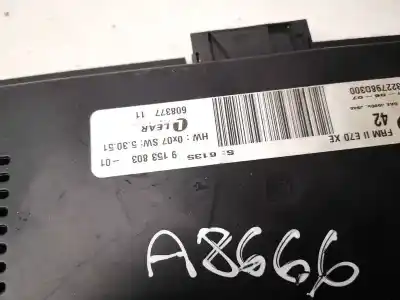 42 FRM II E70 XE
S: 6135 9 153 803 -01
HW: 0x07 SW: 5.30.51
LEAR
608377 11
A8666